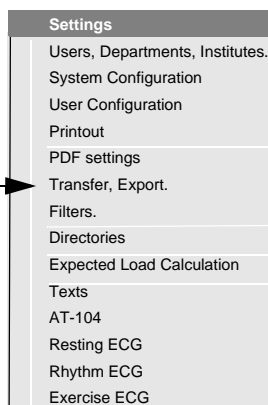 Settings
Users, Departments, Institutes.
System Configuration
User Configuration
Printout
PDF settings
Transfer, Export.
Filters.
Directories
Expected Load Calculation
Texts
AT-104
Resting ECG
Rhythm ECG
Exercise ECG